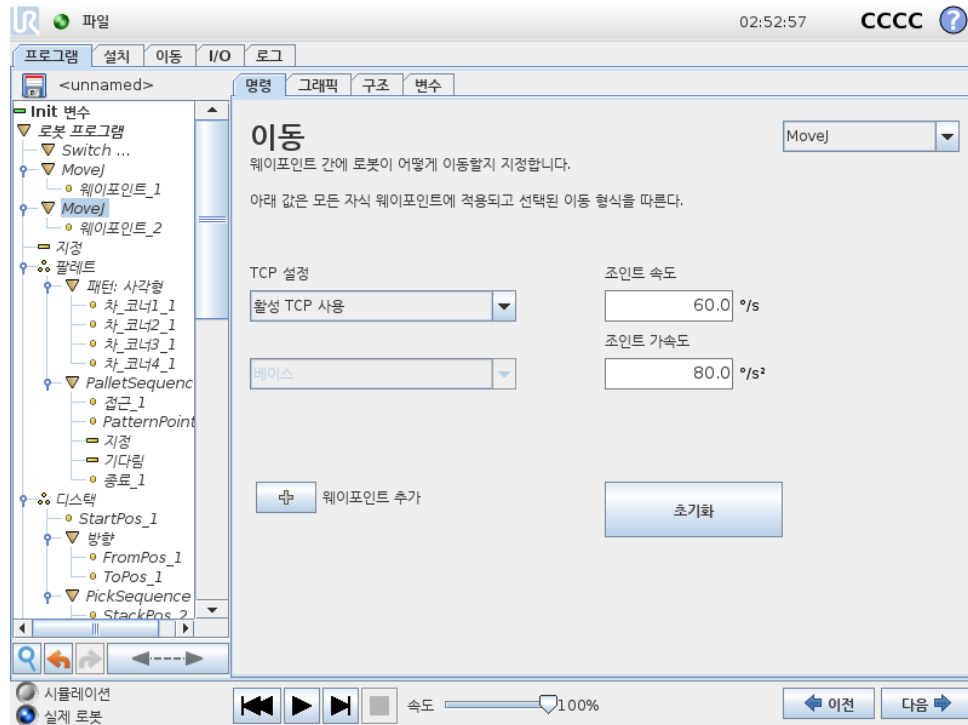 UR 파일 02:52:57 CCCC ?
프로그램 설치 이동 I/O 로그
<unnamed>
명령 그래픽 구조 변수
Init 변수
로봇 프로그램
Switch ...
MoveJ
웨이포인트_1
MoveJ
웨이포인트_2
지정
팔레트
패턴: 사각형
차_코너1_1
차_코너2_1
차_코너3_1
차_코너4_1
PalletSequenc
접근_1
PatternPoint
지정
기다림
종료_1
디스택
StartPos_1
방향
FromPos_1
ToPos_1
PickSequence
StackPos_2
이동
MoveJ
웨이포인트 간에 로봇이 어떻게 이동할지 지정합니다.
아래 값은 모든 자식 웨이포인트에 적용되고 선택된 이동 형식을 따른다.
TCP 설정
활성 TCP 사용
베이스
조인트 속도
60.0 °/s
조인트 가속도
80.0 °/s²
웨이포인트 추가
초기화
시뮬레이션
실제 로봇
속도 100%
이전
다음